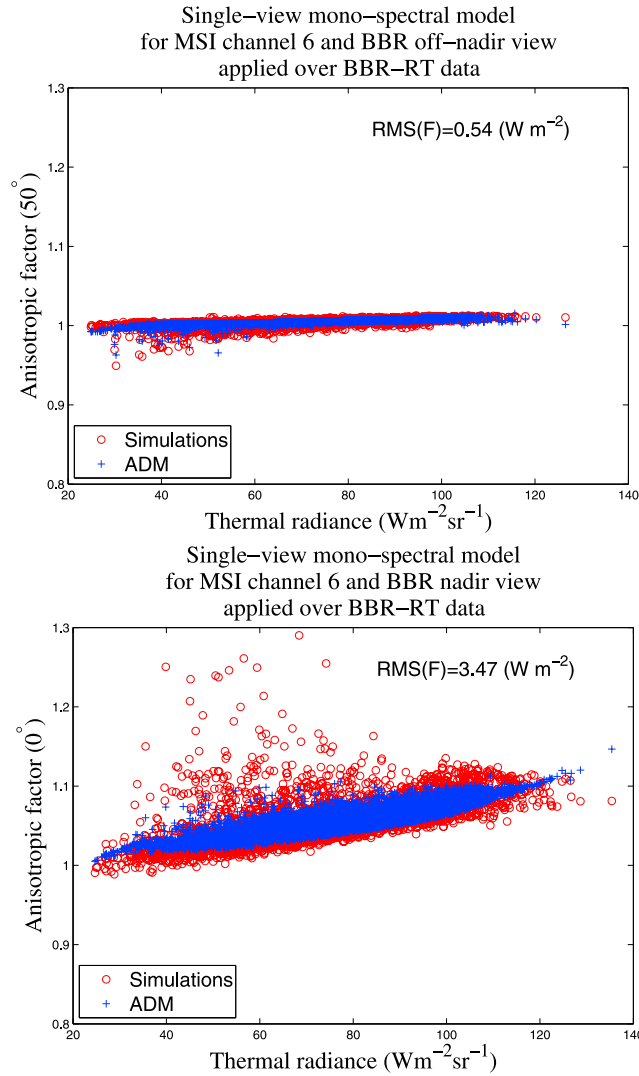 Single−view mono−spectral model
for MSI channel 6 and BBR off−nadir view
applied over BBR−RT data
1.3
RMS(F)=0.54 (W m−2)
1.2
1.1
1
0.9
0.8
Anisotropic factor (50°)
Simulations
ADM
20 40 60 80 100 120 140
Thermal radiance (Wm−2sr−1)
Single−view mono−spectral model
for MSI channel 6 and BBR nadir view
applied over BBR−RT data
1.3
RMS(F)=3.47 (W m−2)
1.2
1.1
1
0.9
0.8
Anisotropic factor (0°)
Simulations
ADM
20 40 60 80 100 120 140
Thermal radiance (Wm−2sr−1)